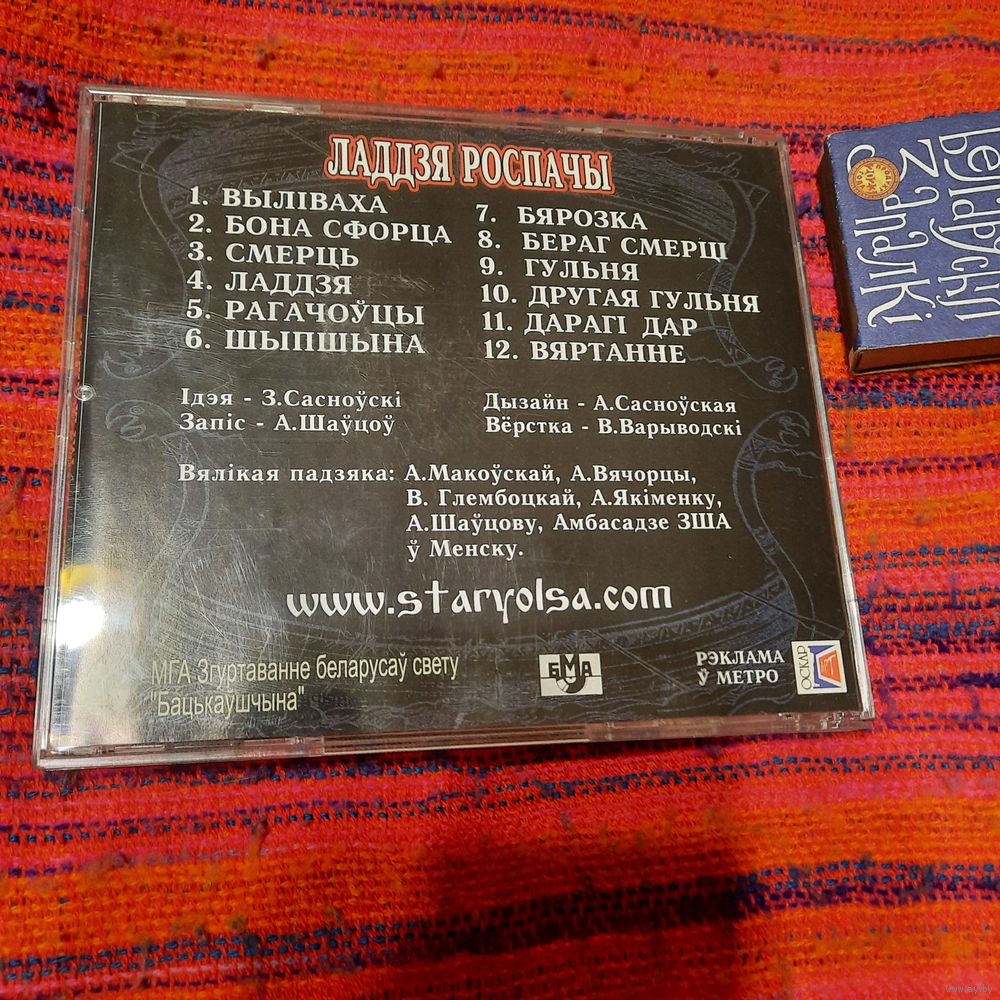 ЛАДДЗЯ РОСПАЧЫ
1. ВЫЛІВАХА
2. БОНА СФОРЦА
3. СМЕРЦЬ
4. ЛАДДЗЯ
5. РАГАЧОЎЦЫ
6. ШЫПШЫНА
7. БЯРОЗКА
8. БЕРАГ СМЕРЦІ
9. ГУЛЬНЯ
10. ДРУГАЯ ГУЛЬНЯ
11. ДАРАГІ ДАР
12. ВЯРТАННЕ
Ідэя - З.Сасноўскі
Запіс - А.Шаўцоў
Дызайн - А.Сасноўская
Вёрстка - В.Варыводскі
Вялікая падзяка: А.Макоўскай, А.Вячорцы,
В. Глембоцкай, А.Якіменку,
А.Шаўцову, Амбасадзе ЗША
ў Менску.
www.staryolsa.com
МГА Згуртаванне беларусаў свету
"Бацькаўшчына"
БМА
РЭКЛАМА
Ў МЕТРО
ОСКАР
Беларускія
запалкі
www.ay.by